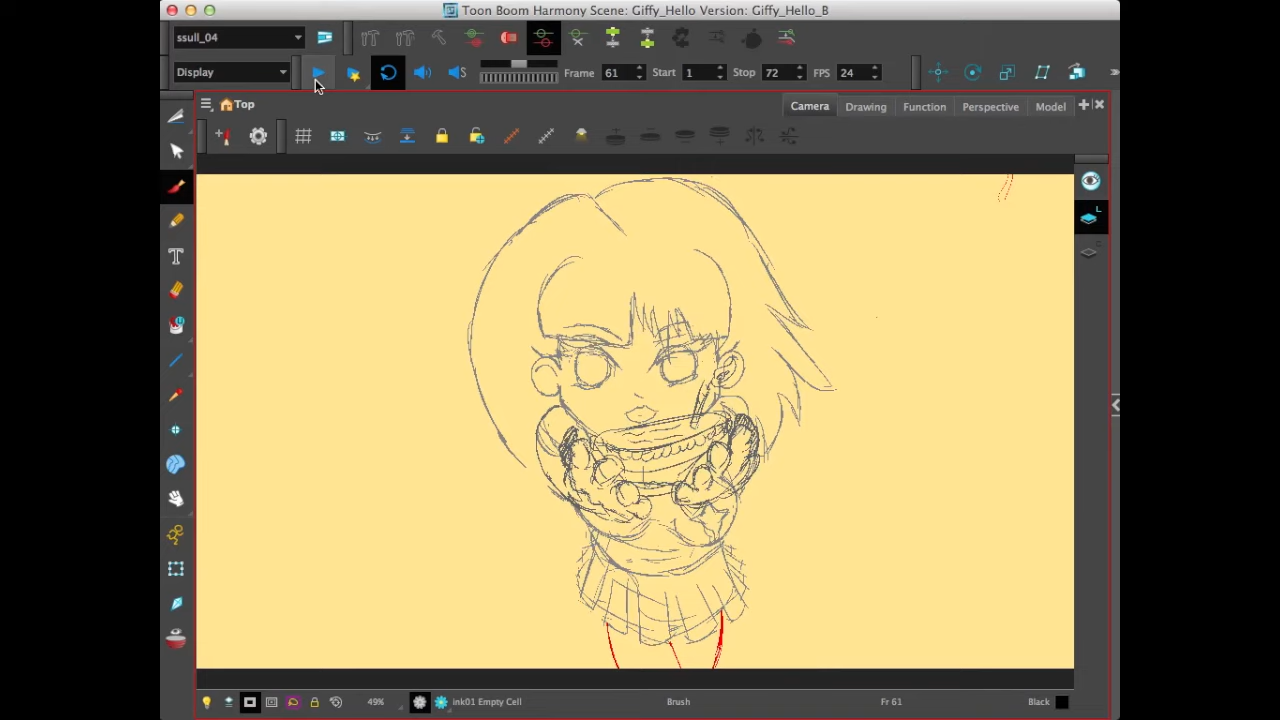 Toon Boom Harmony Scene: Giffy_Hello Version: Giffy_Hello_B
ssull_04
Display
Frame 61 Start 1 Stop 72 FPS 24
Top
Camera Drawing Function Perspective Model
49% ink01 Empty Cell Brush Fr 61 Black